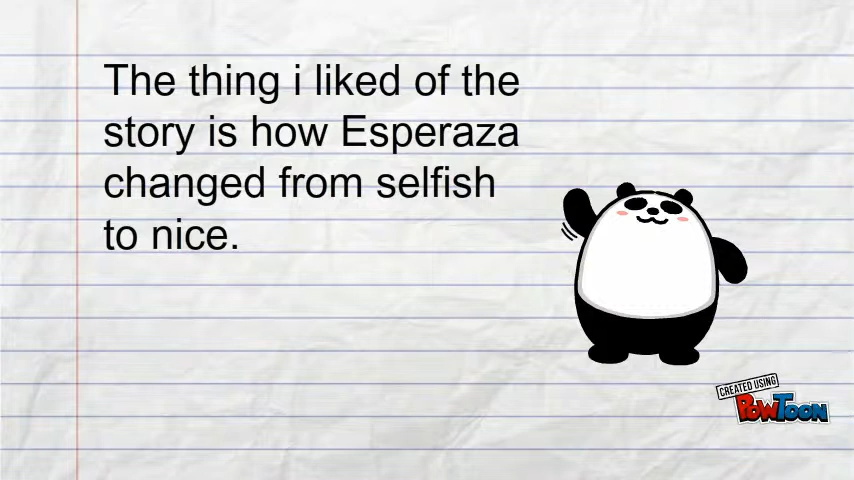 The thing i liked of the
story is how Esperaza
changed from selfish
to nice.
CREATED USING
PowToon